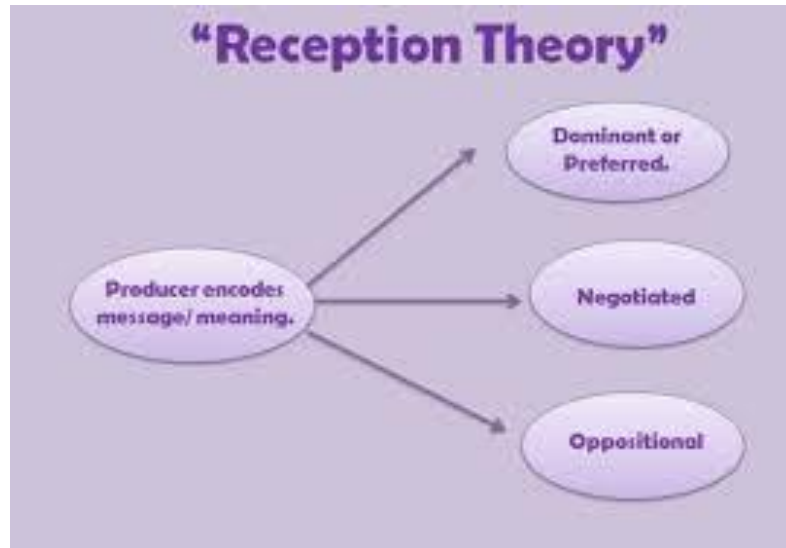 “Reception Theory”
Dominant or
Preferred.
Producer encodes
message/ meaning.
Negotiated
Oppositional